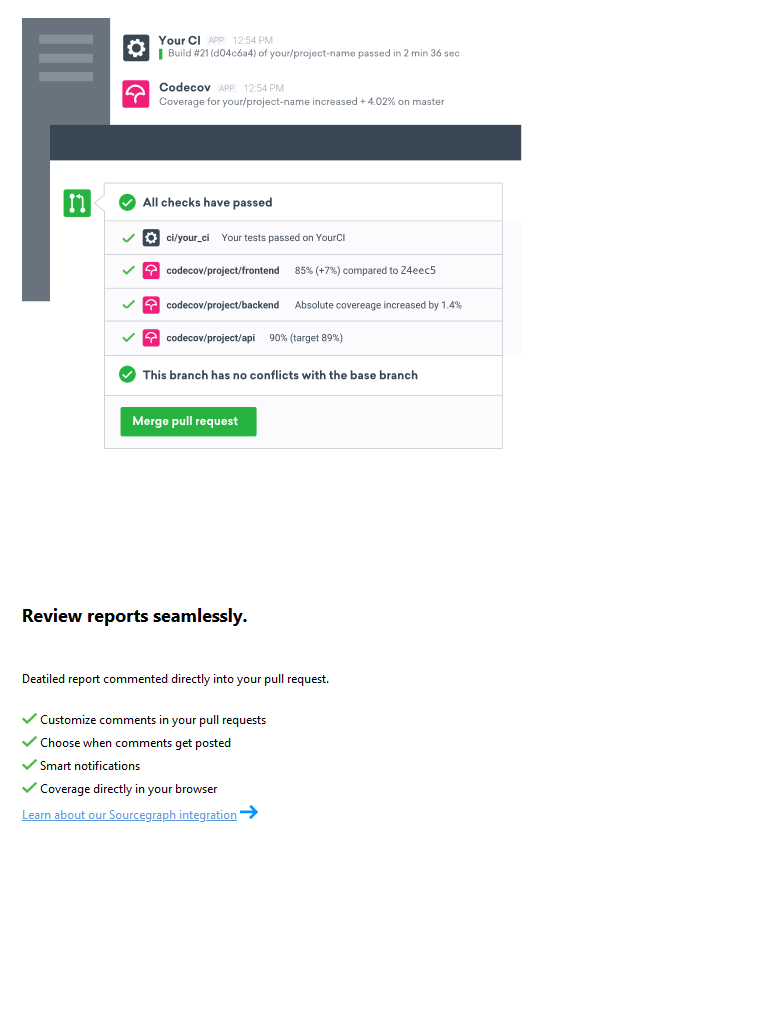 Your CI APP 12:54 PM
Build #21 (d04c6a4) of your/project-name passed in 2 min 36 sec
Codecov APP 12:54 PM
Coverage for your/project-name increased + 4.02% on master
All checks have passed
ci/your_ci Your tests passed on YourCI
codecov/project/frontend 85% (+7%) compared to 24eec5
codecov/project/backend Absolute covereage increased by 1.4%
codecov/project/api 90% (target 89%)
This branch has no conflicts with the base branch
Merge pull request
Review reports seamlessly.
Deatiled report commented directly into your pull request.
Customize comments in your pull requests
Choose when comments get posted
Smart notifications
Coverage directly in your browser
Learn about our Sourcegraph integration